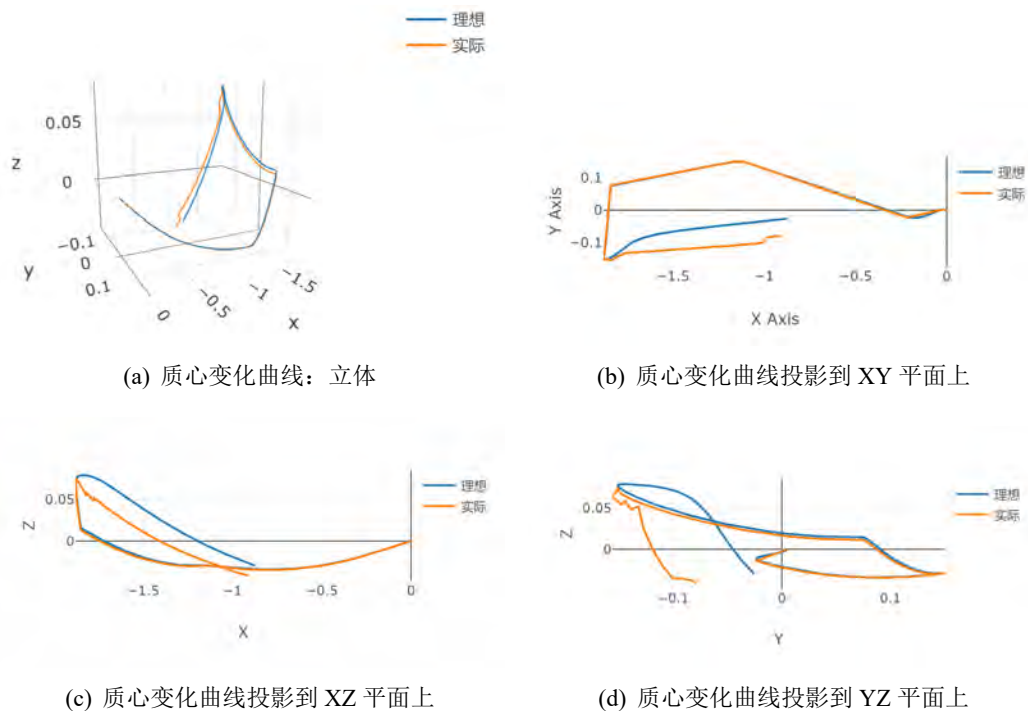 理想
实际
0.05
z
0
−0.1
0
y
0.1
0
−0.5
−1
−1.5
x
(a) 质心变化曲线：立体
理想
实际
0.1
0
−0.1
Y Axis
−1.5
−1
−0.5
0
X Axis
(b) 质心变化曲线投影到 XY 平面上
理想
实际
0.05
0
Z
−1.5
−1
−0.5
0
X
(c) 质心变化曲线投影到 XZ 平面上
理想
实际
0.05
0
Z
−0.1
0
0.1
Y
(d) 质心变化曲线投影到 YZ 平面上